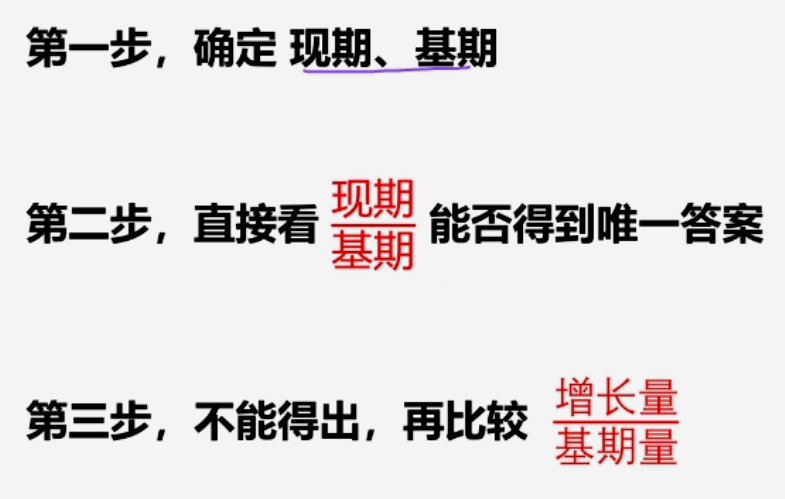 第一步，确定 现期、基期
第二步，直接看 现期/基期 能否得到唯一答案
第三步，不能得出，再比较 增长量/基期量